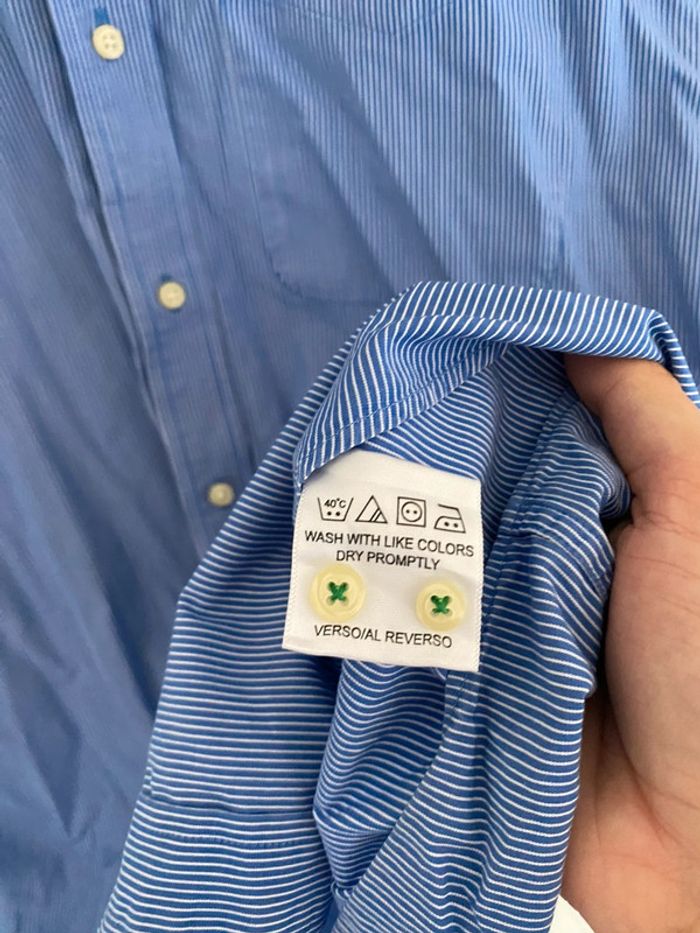 40°C
WASH WITH LIKE COLORS
DRY PROMPTLY
VERSO/AL REVERSO